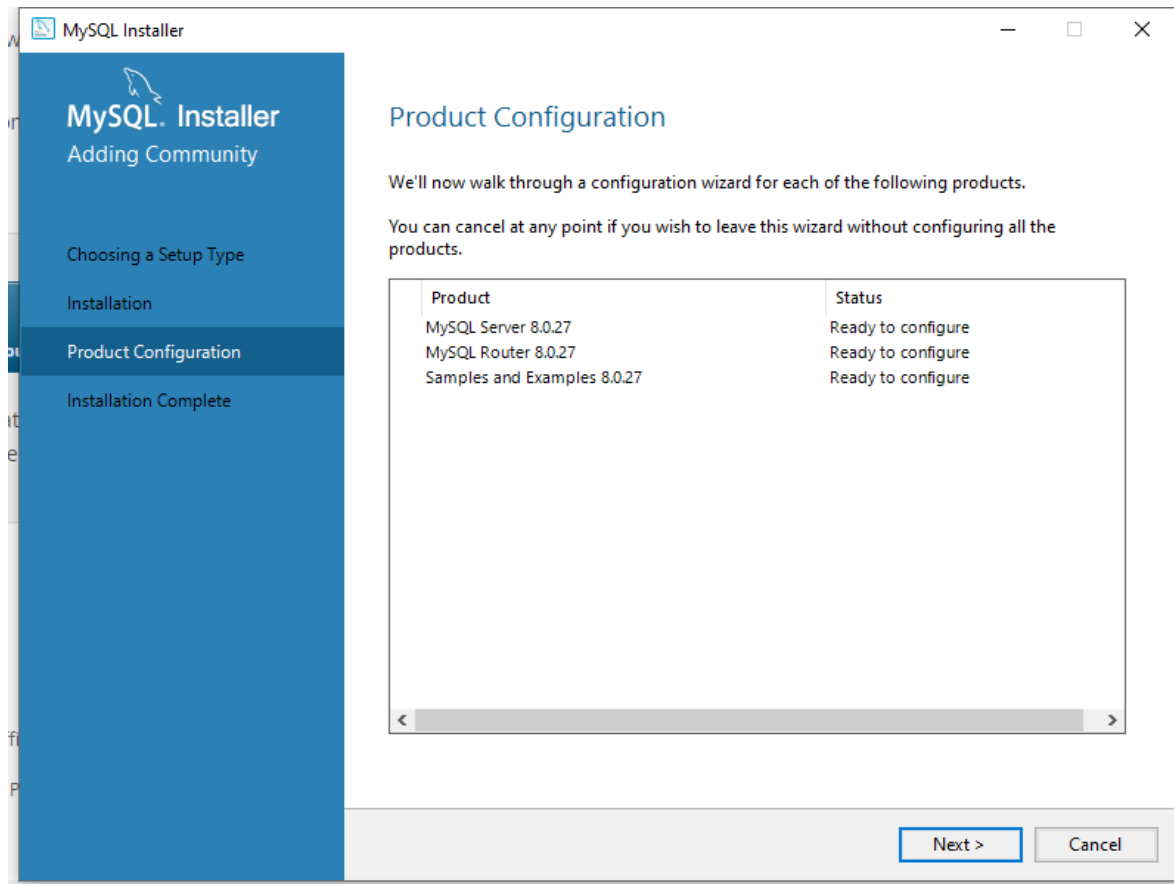 MySQL Installer
MySQL. Installer
Adding Community
Choosing a Setup Type
Installation
Product Configuration
Installation Complete
Product Configuration
We'll now walk through a configuration wizard for each of the following products.
You can cancel at any point if you wish to leave this wizard without configuring all the
products.
Product Status
MySQL Server 8.0.27 Ready to configure
MySQL Router 8.0.27 Ready to configure
Samples and Examples 8.0.27 Ready to configure
Next > Cancel